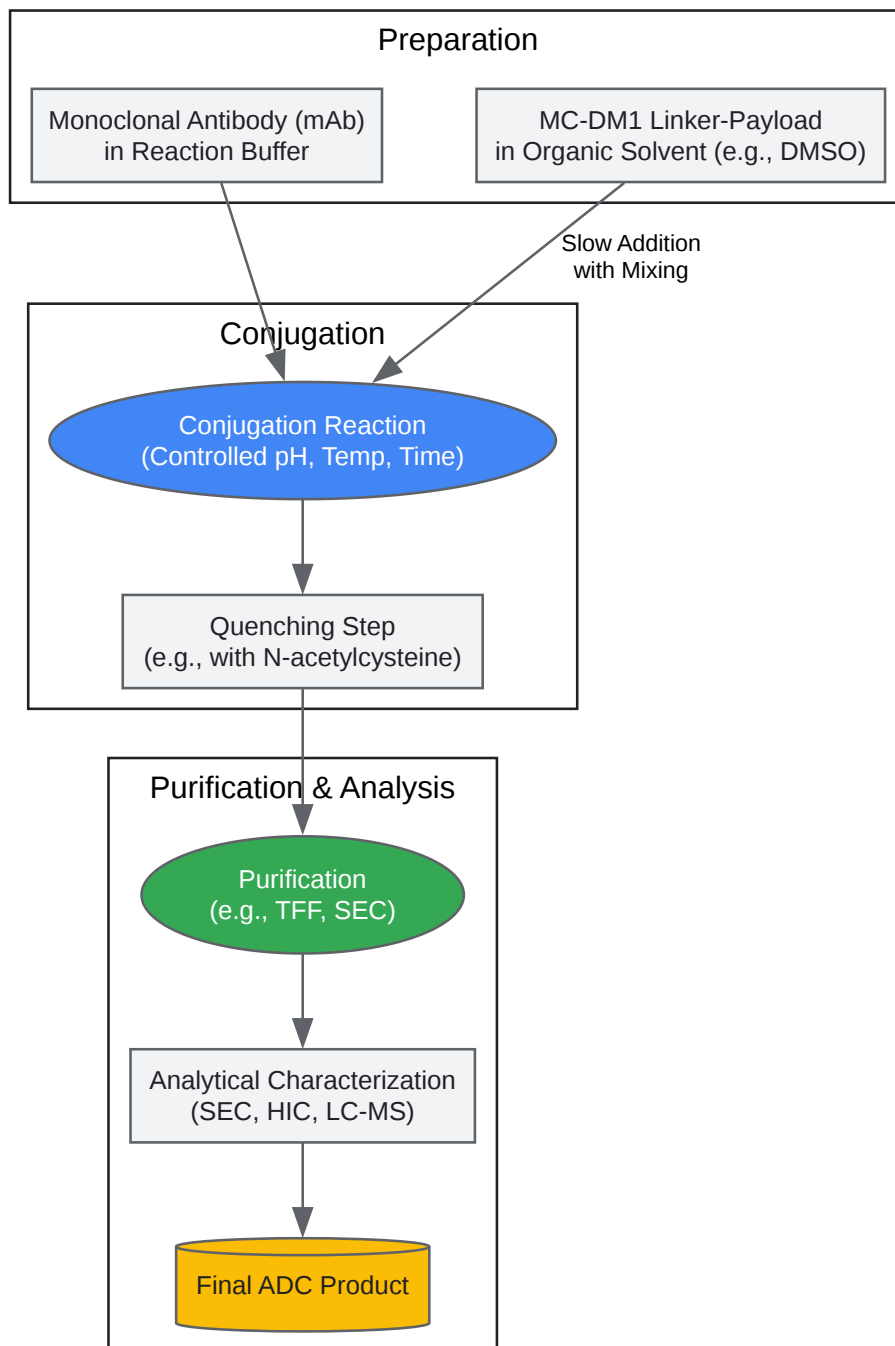 Preparation
Monoclonal Antibody (mAb)
in Reaction Buffer
MC-DM1 Linker-Payload
in Organic Solvent (e.g., DMSO)
Slow Addition
with Mixing
Conjugation
Conjugation Reaction
(Controlled pH, Temp, Time)
Quenching Step
(e.g., with N-acetylcysteine)
Purification & Analysis
Purification
(e.g., TFF, SEC)
Analytical Characterization
(SEC, HIC, LC-MS)
Final ADC Product